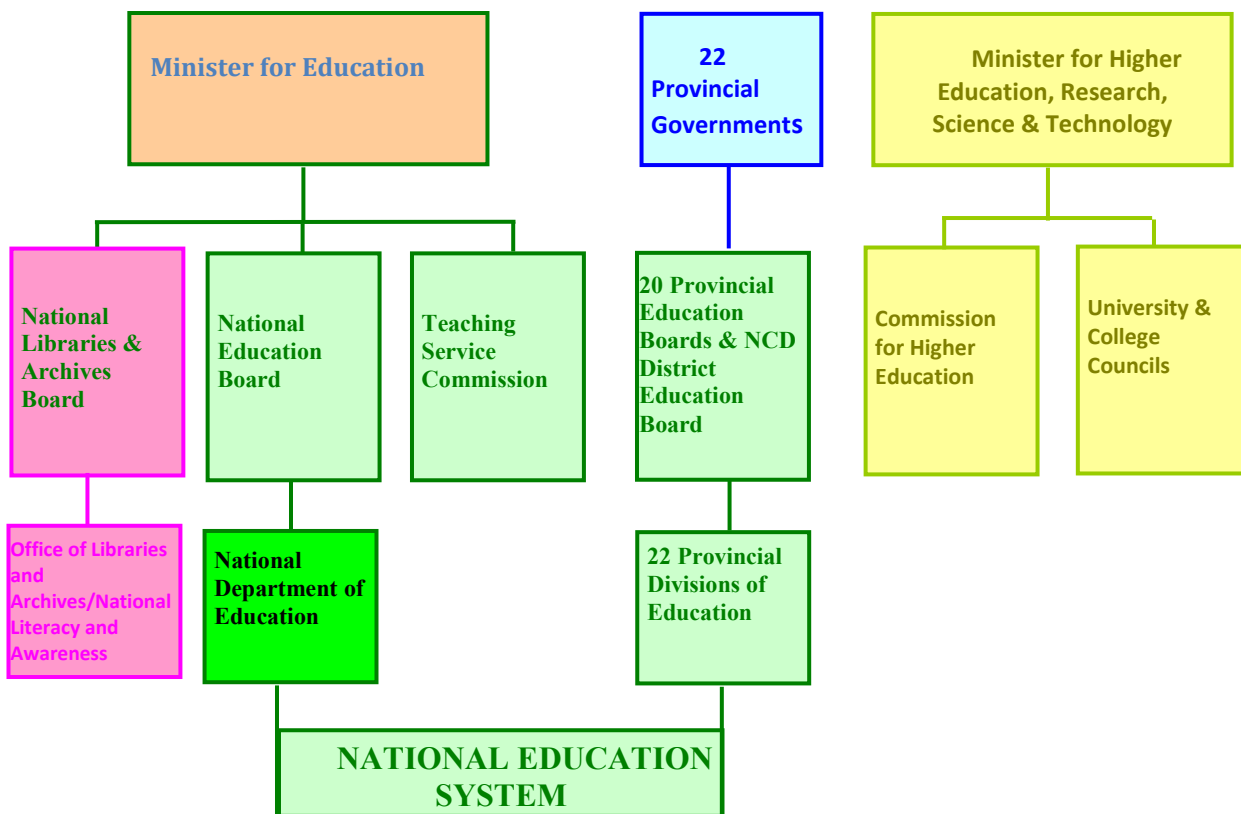 Minister for Education
22
Provincial
Governments
Minister for Higher
Education, Research,
Science & Technology
National
Libraries &
Archives
Board
National
Education
Board
Teaching
Service
Commission
20 Provincial
Education
Boards & NCD
District
Education
Board
Commission
for Higher
Education
University &
College
Councils
Office of Libraries
and
Archives/National
Literacy and
Awareness
National
Department of
Education
22 Provincial
Divisions of
Education
NATIONAL EDUCATION
SYSTEM